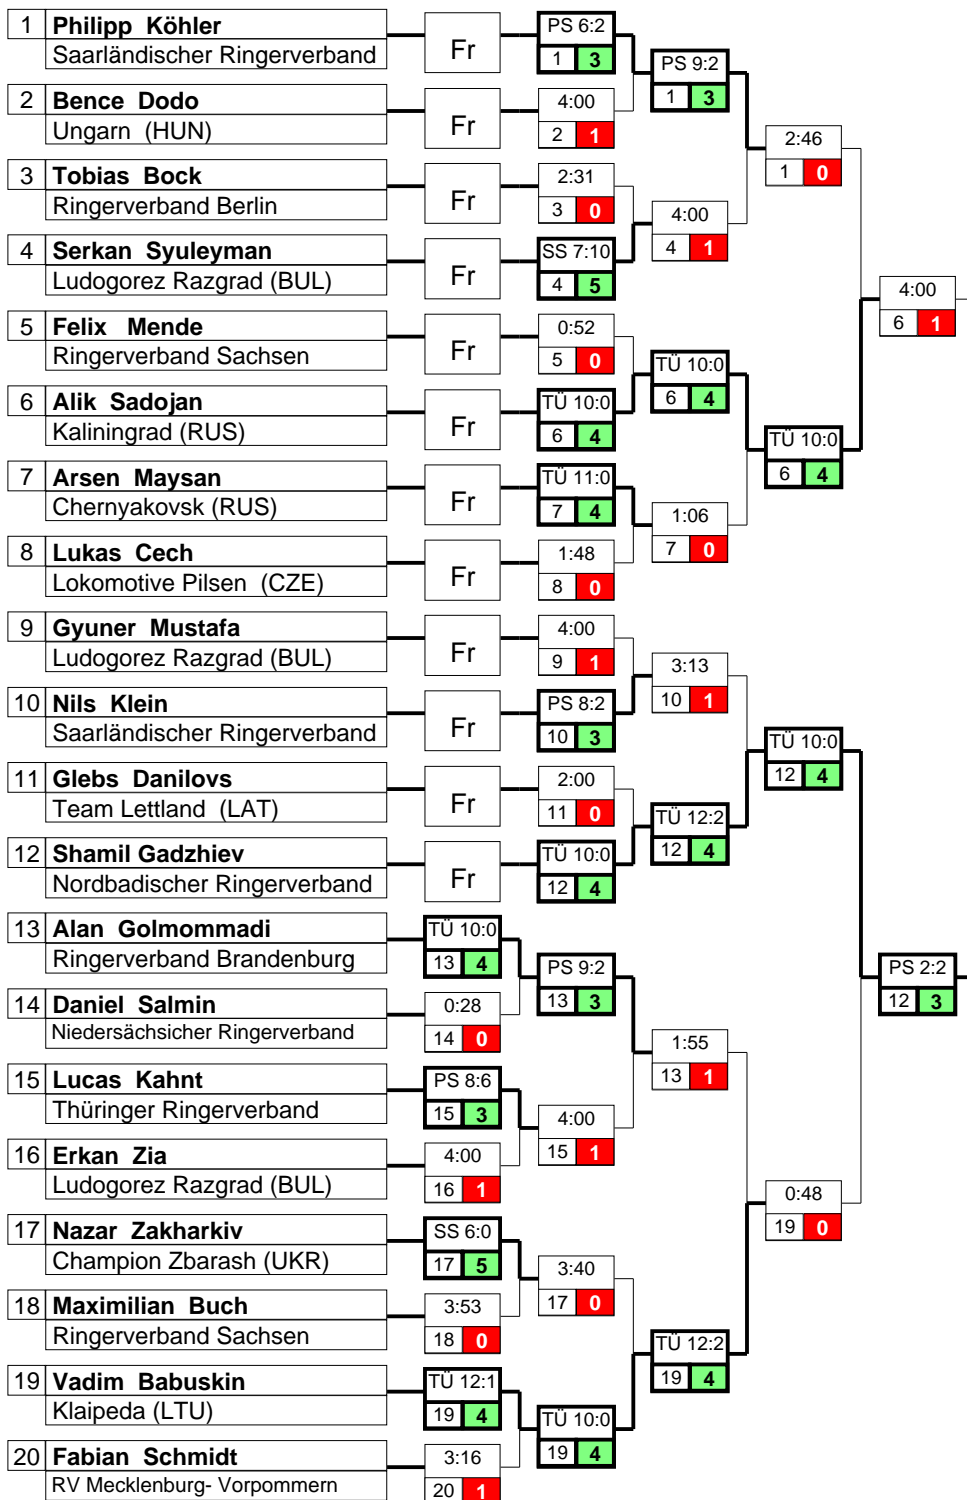 1 Philipp Köhler
Saarländischer Ringerverband
Fr
PS 6:2
1 3
PS 9:2
1 3
2 Bence Dodo
Ungarn (HUN)
Fr
4:00
2 1
2:46
1 0
3 Tobias Bock
Ringerverband Berlin
Fr
2:31
3 0
4:00
4 1
4 Serkan Syuleyman
Ludogorez Razgrad (BUL)
Fr
SS 7:10
4 5
4:00
6 1
5 Felix Mende
Ringerverband Sachsen
Fr
0:52
5 0
TÜ 10:0
6 4
6 Alik Sadojan
Kaliningrad (RUS)
Fr
TÜ 10:0
6 4
TÜ 10:0
6 4
7 Arsen Maysan
Chernyakovsk (RUS)
Fr
TÜ 11:0
7 4
1:06
7 0
8 Lukas Cech
Lokomotive Pilsen (CZE)
Fr
1:48
8 0
9 Gyuner Mustafa
Ludogorez Razgrad (BUL)
Fr
4:00
9 1
3:13
10 1
10 Nils Klein
Saarländischer Ringerverband
Fr
PS 8:2
10 3
TÜ 10:0
12 4
11 Glebs Danilovs
Team Lettland (LAT)
Fr
2:00
11 0
TÜ 12:2
12 4
12 Shamil Gadzhiev
Nordbadischer Ringerverband
Fr
TÜ 10:0
12 4
13 Alan Golmommadi
Ringerverband Brandenburg
TÜ 10:0
13 4
PS 9:2
13 3
PS 2:2
12 3
14 Daniel Salmin
Niedersächsicher Ringerverband
0:28
14 0
1:55
13 1
15 Lucas Kahnt
Thüringer Ringerverband
PS 8:6
15 3
4:00
15 1
16 Erkan Zia
Ludogorez Razgrad (BUL)
4:00
16 1
0:48
19 0
17 Nazar Zakharkiv
Champion Zbarash (UKR)
SS 6:0
17 5
3:40
17 0
18 Maximilian Buch
Ringerverband Sachsen
3:53
18 0
TÜ 12:2
19 4
19 Vadim Babuskin
Klaipeda (LTU)
TÜ 12:1
19 4
TÜ 10:0
19 4
20 Fabian Schmidt
RV Mecklenburg- Vorpommern
3:16
20 1